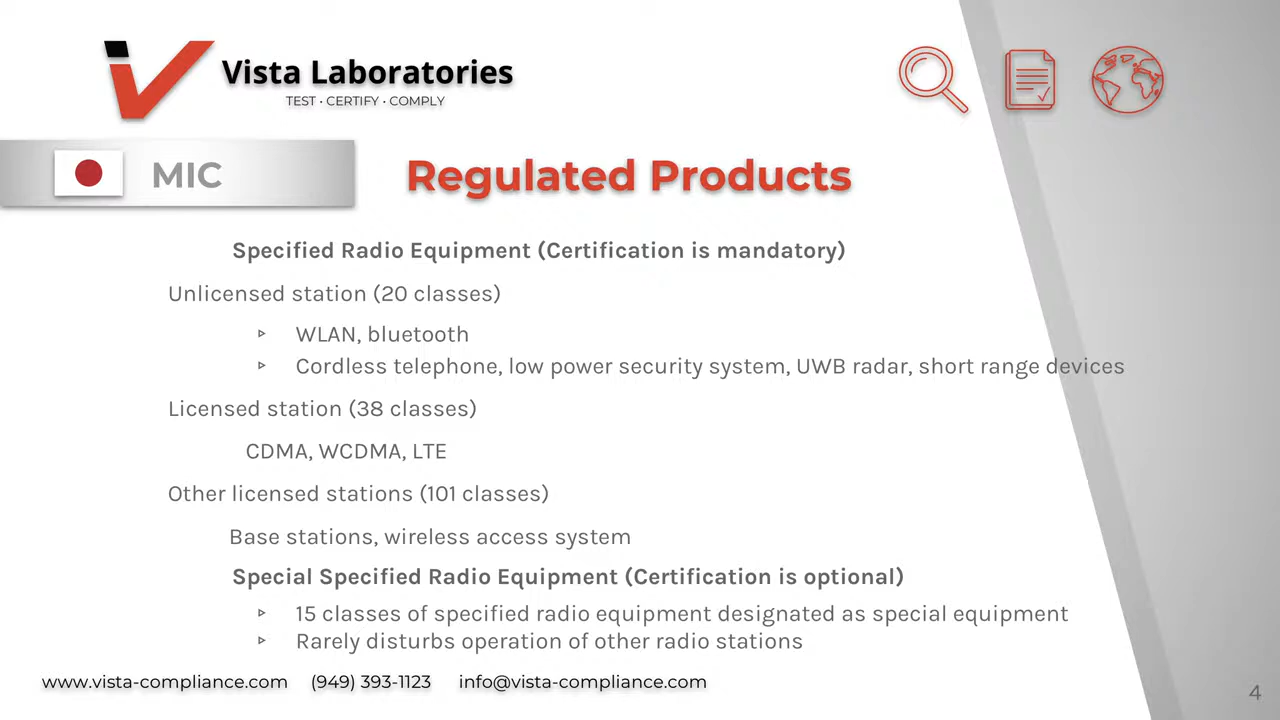 Vista Laboratories
TEST · CERTIFY · COMPLY
MIC
Regulated Products
Specified Radio Equipment (Certification is mandatory)
Unlicensed station (20 classes)
WLAN, bluetooth
Cordless telephone, low power security system, UWB radar, short range devices
Licensed station (38 classes)
CDMA, WCDMA, LTE
Other licensed stations (101 classes)
Base stations, wireless access system
Special Specified Radio Equipment (Certification is optional)
15 classes of specified radio equipment designated as special equipment
Rarely disturbs operation of other radio stations
www.vista-compliance.com (949) 393-1123 info@vista-compliance.com
4